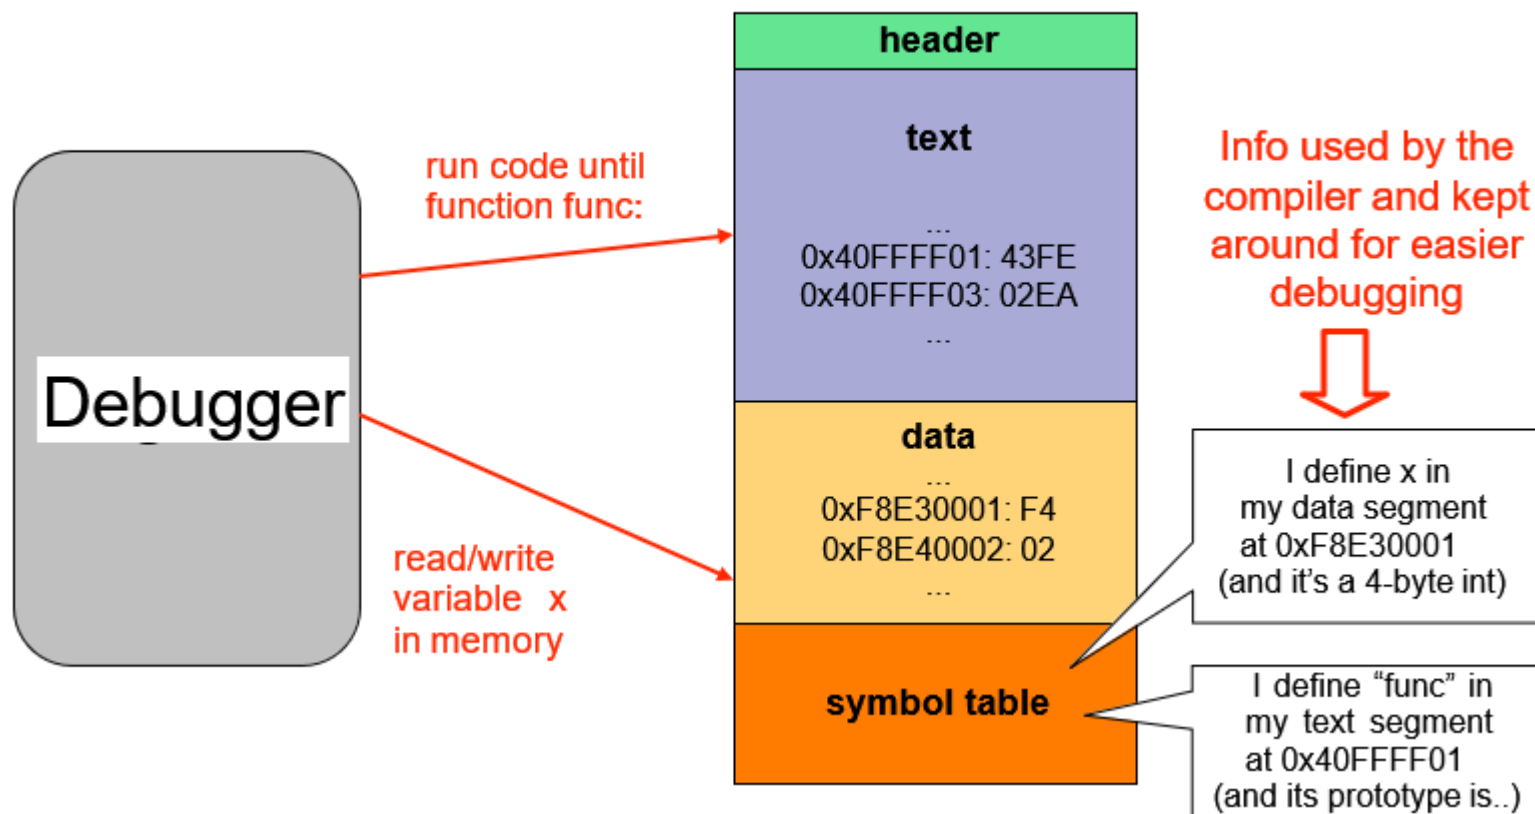 header
text
...
0x40FFFF01: 43FE
0x40FFFF03: 02EA
...
data
...
0xF8E30001: F4
0xF8E40002: 02
...
symbol table
Debugger
run code until
function func:
read/write
variable x
in memory
Info used by the
compiler and kept
around for easier
debugging
I define x in
my data segment
at 0xF8E30001
(and it's a 4-byte int)
I define “func” in
my text segment
at 0x40FFFF01
(and its prototype is..)